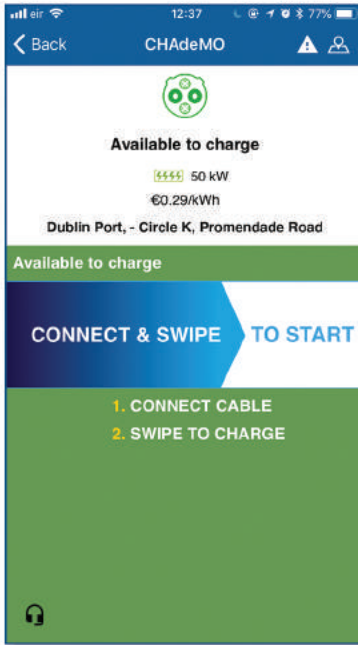 eir 12:37 77%
Back CHAdeMO
Available to charge
50 kW
€0.29/kWh
Dublin Port, - Circle K, Promendade Road
Available to charge
CONNECT & SWIPE TO START
1. CONNECT CABLE
2. SWIPE TO CHARGE